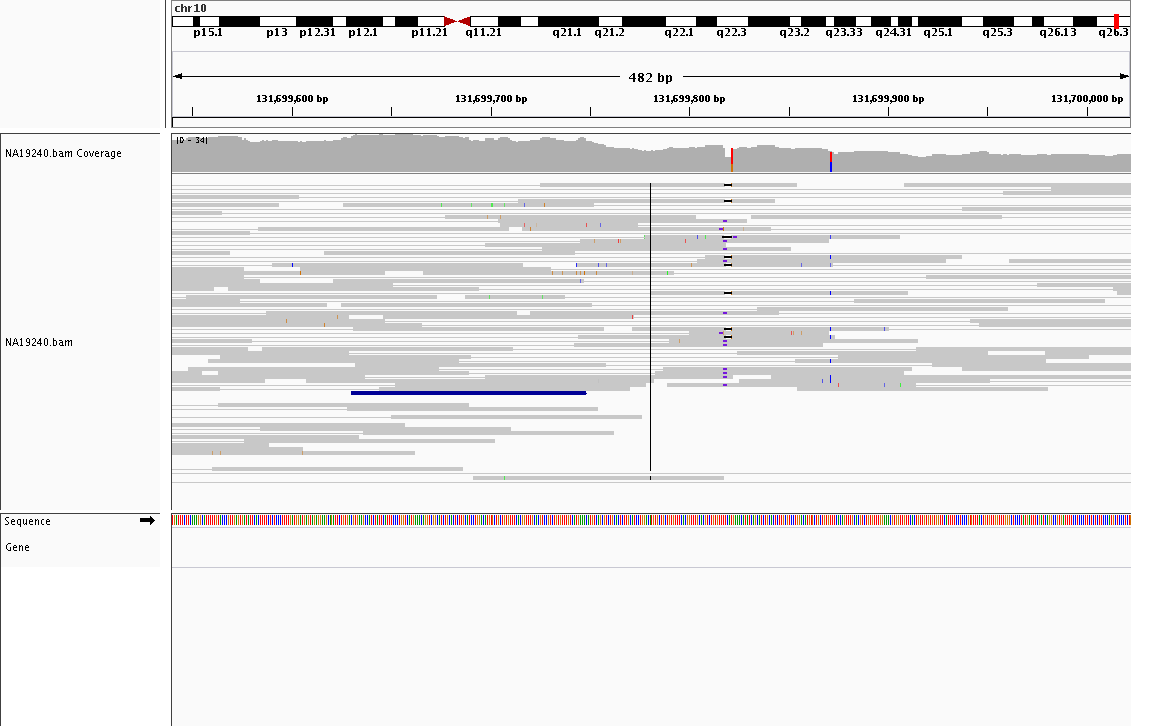 chr10
p15.1 p13 p12.31 p12.1 p11.21 q11.21 q21.1 q21.2 q22.1 q22.3 q23.2 q23.33 q24.31 q25.1 q25.3 q26.13 q26.3
482 bp
131,699,600 bp 131,699,700 bp 131,699,800 bp 131,699,900 bp 131,700,000 bp
[0 - 34]
NA19240.bam Coverage
NA19240.bam
Sequence
Gene